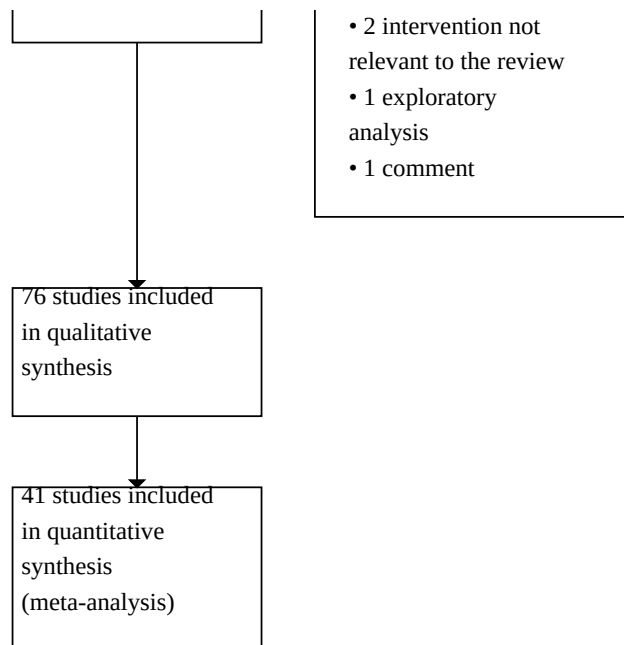 • 2 intervention not
relevant to the review
• 1 exploratory
analysis
• 1 comment
76 studies included
in qualitative
synthesis
41 studies included
in quantitative
synthesis
(meta-analysis)